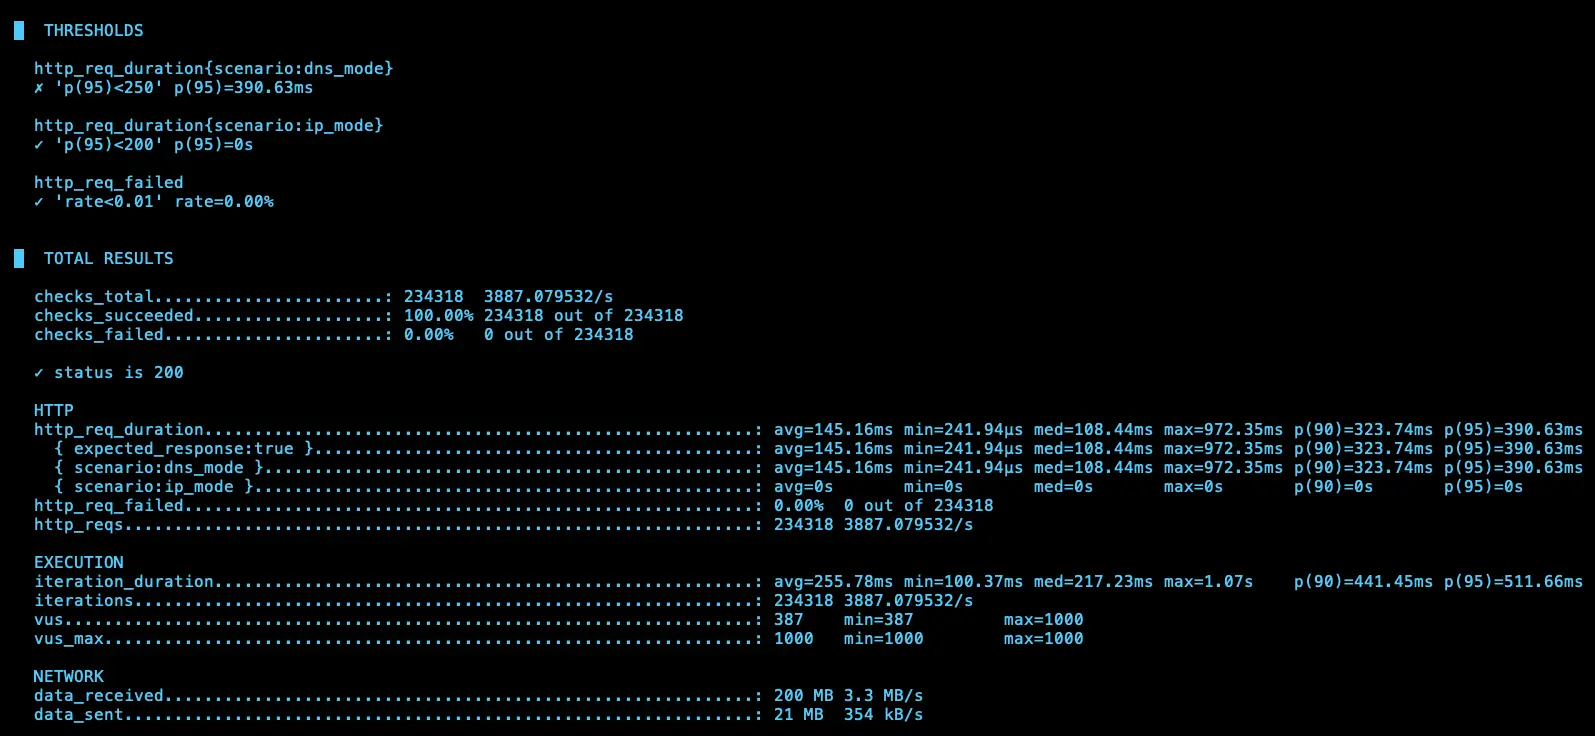 THRESHOLDS
http_req_duration{scenario:dns_mode}
✗ 'p(95)<250' p(95)=390.63ms
http_req_duration{scenario:ip_mode}
✓ 'p(95)<200' p(95)=0s
http_req_failed
✓ 'rate<0.01' rate=0.00%
TOTAL RESULTS
checks_total.......................: 234318 3887.079532/s
checks_succeeded...................: 100.00% 234318 out of 234318
checks_failed......................: 0.00% 0 out of 234318
✓ status is 200
HTTP
http_req_duration.......................................................: avg=145.16ms min=241.94µs med=108.44ms max=972.35ms p(90)=323.74ms p(95)=390.63ms
{ expected_response:true }............................................: avg=145.16ms min=241.94µs med=108.44ms max=972.35ms p(90)=323.74ms p(95)=390.63ms
{ scenario:dns_mode }.................................................: avg=145.16ms min=241.94µs med=108.44ms max=972.35ms p(90)=323.74ms p(95)=390.63ms
{ scenario:ip_mode }..................................................: avg=0s min=0s med=0s max=0s p(90)=0s p(95)=0s
http_req_failed.........................................................: 0.00% 0 out of 234318
http_reqs...............................................................: 234318 3887.079532/s
EXECUTION
iteration_duration......................................................: avg=255.78ms min=100.37ms med=217.23ms max=1.07s p(90)=441.45ms p(95)=511.66ms
iterations..............................................................: 234318 3887.079532/s
vus.....................................................................: 387 min=387 max=1000
vus_max.................................................................: 1000 min=1000 max=1000
NETWORK
data_received...........................................................: 200 MB 3.3 MB/s
data_sent...............................................................: 21 MB 354 kB/s